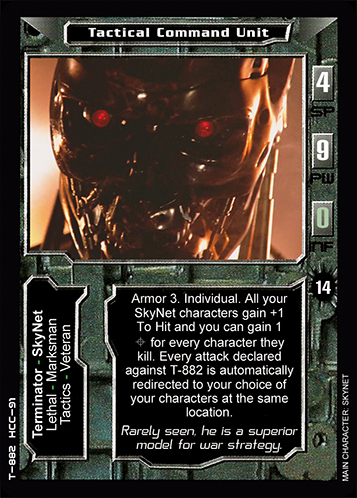 Tactical Command Unit
4
SP
9
PW
0
NF
14
Armor 3. Individual. All your
SkyNet characters gain +1
To Hit and you can gain 1
for every character they
kill. Every attack declared
against T-882 is automatically
redirected to your choice of
your characters at the same
location.
Rarely seen, he is a superior
model for war strategy.
Terminator - SkyNet
Lethal - Marksman
Tactics - Veteran
T-882 HCC-91
MAIN CHARACTER: SKYNET